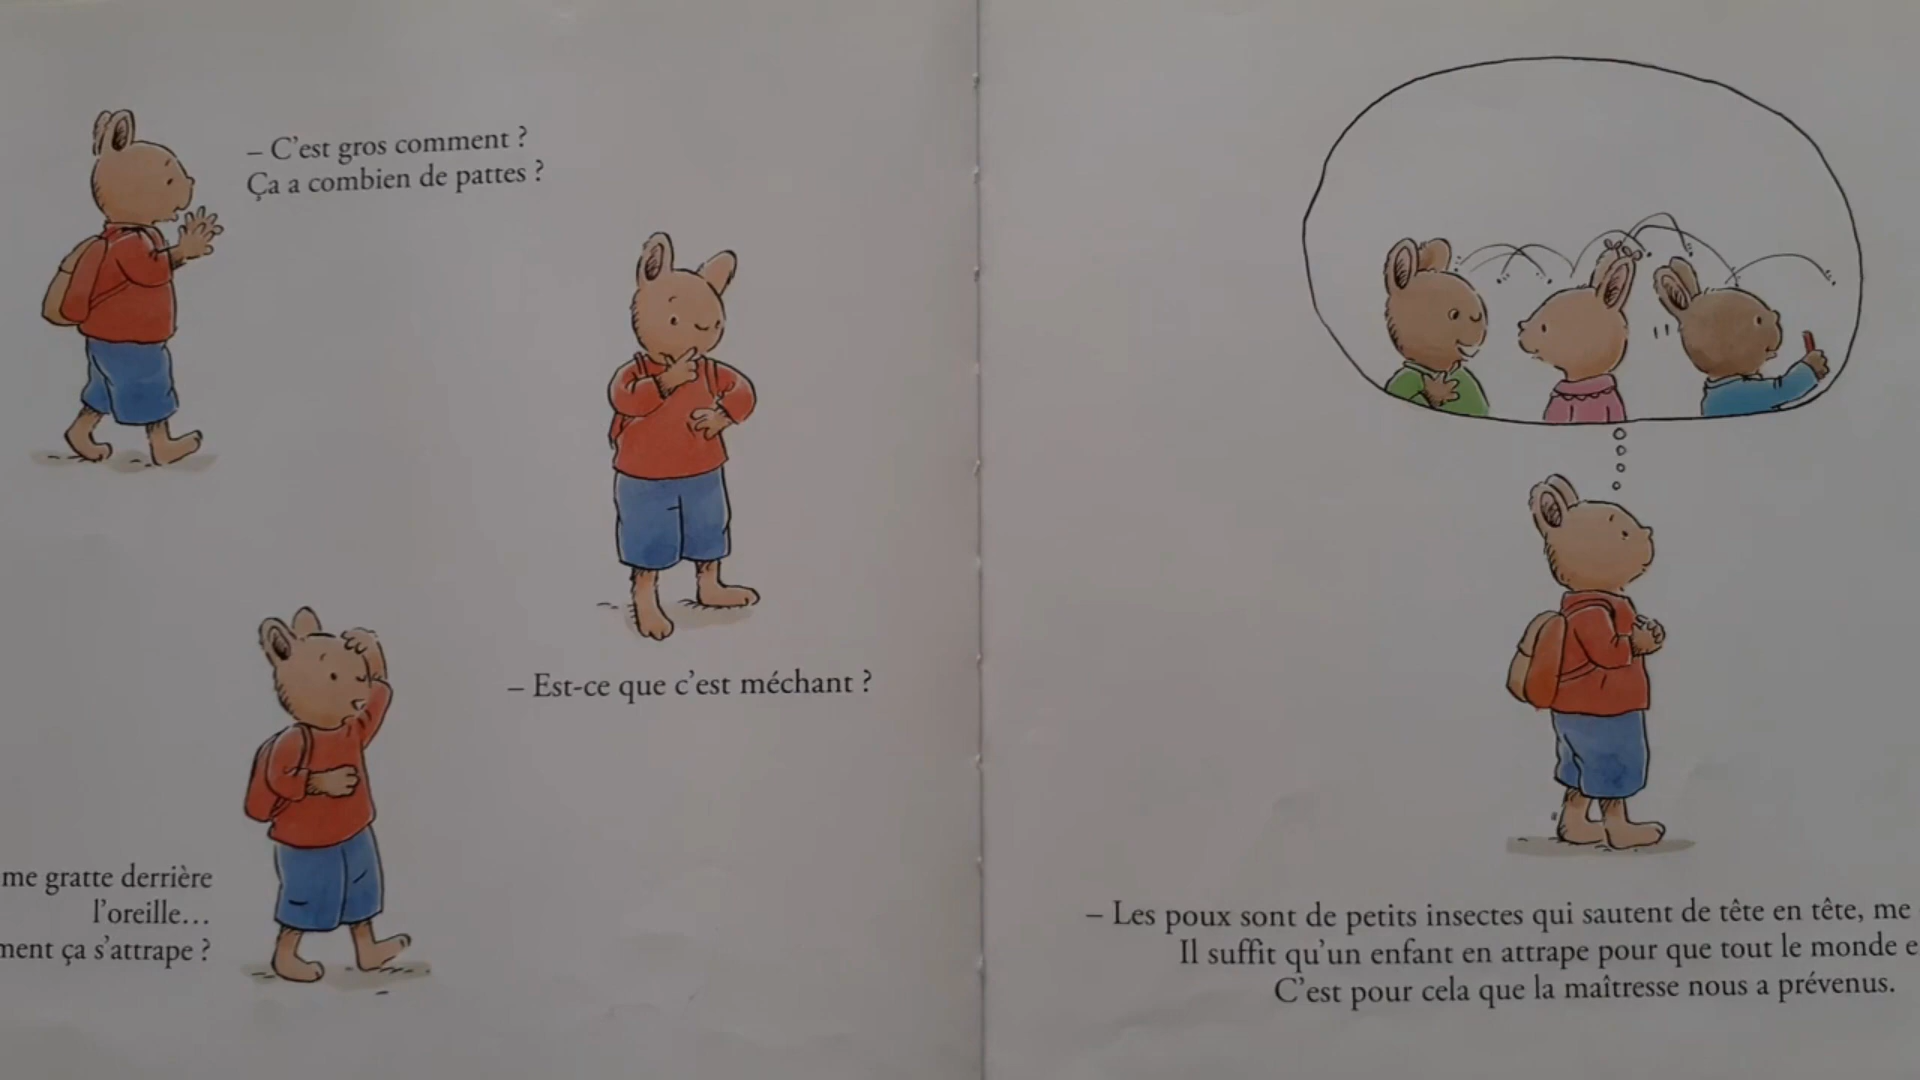 – C'est gros comment ?
Ça a combien de pattes ?
– Est-ce que c'est méchant ?
me gratte derrière
l'oreille…
ça s'attrape ?
– Les poux sont de petits insectes qui sautent de tête en tête, me
Il suffit qu'un enfant en attrape pour que tout le monde
C'est pour cela que la maîtresse nous a prévenus.